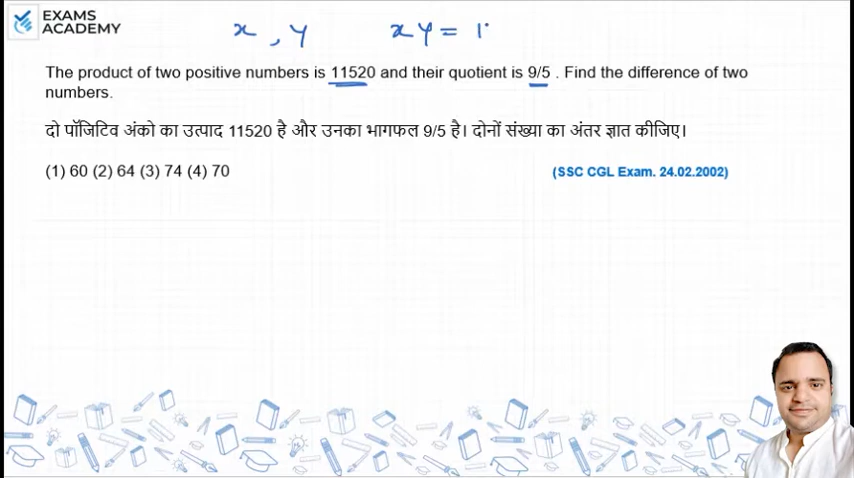 EXAMS
ACADEMY
x , y xy = 1
The product of two positive numbers is 11520 and their quotient is 9/5 . Find the difference of two
numbers.
दो पॉजिटिव अंको का उत्पाद 11520 है और उनका भागफल 9/5 है। दोनों संख्या का अंतर ज्ञात कीजिए।
(1) 60 (2) 64 (3) 74 (4) 70 (SSC CGL Exam. 24.02.2002)